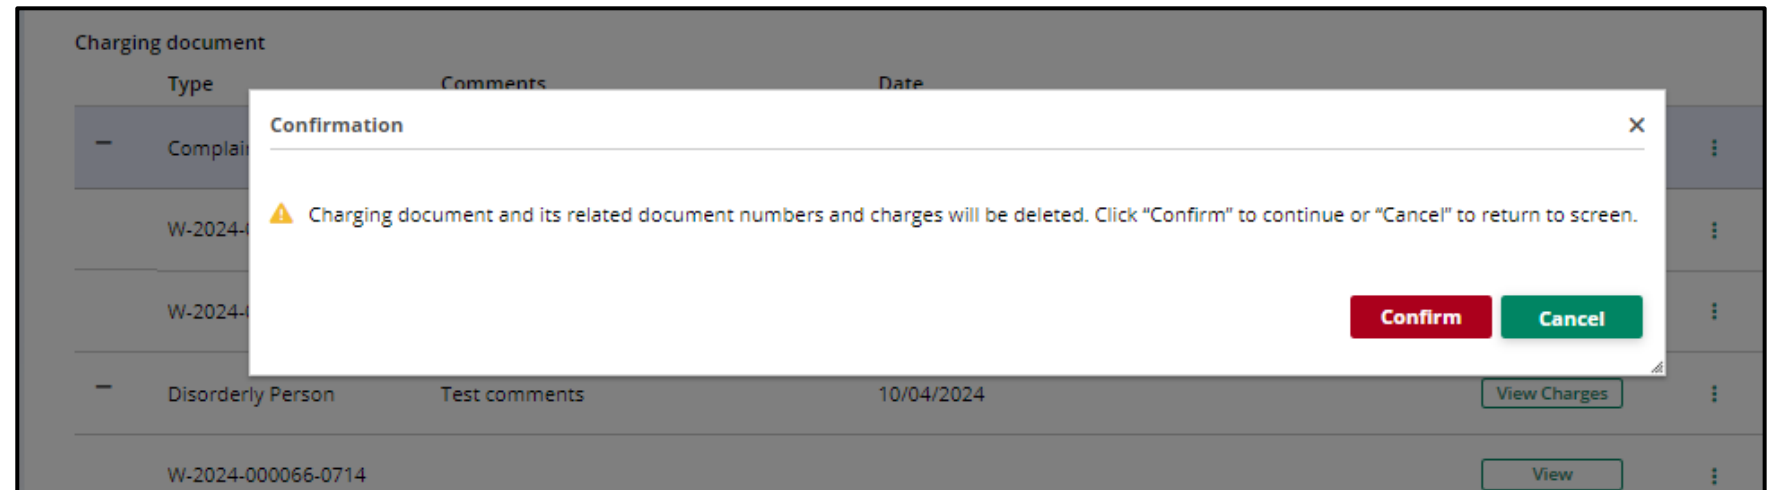 Charging document
Type Comments Date
Confirmation
Charging document and its related document numbers and charges will be deleted. Click “Confirm” to continue or “Cancel” to return to screen.
Confirm Cancel
Disorderly Person Test comments 10/04/2024 View Charges
W-2024-000066-0714 View